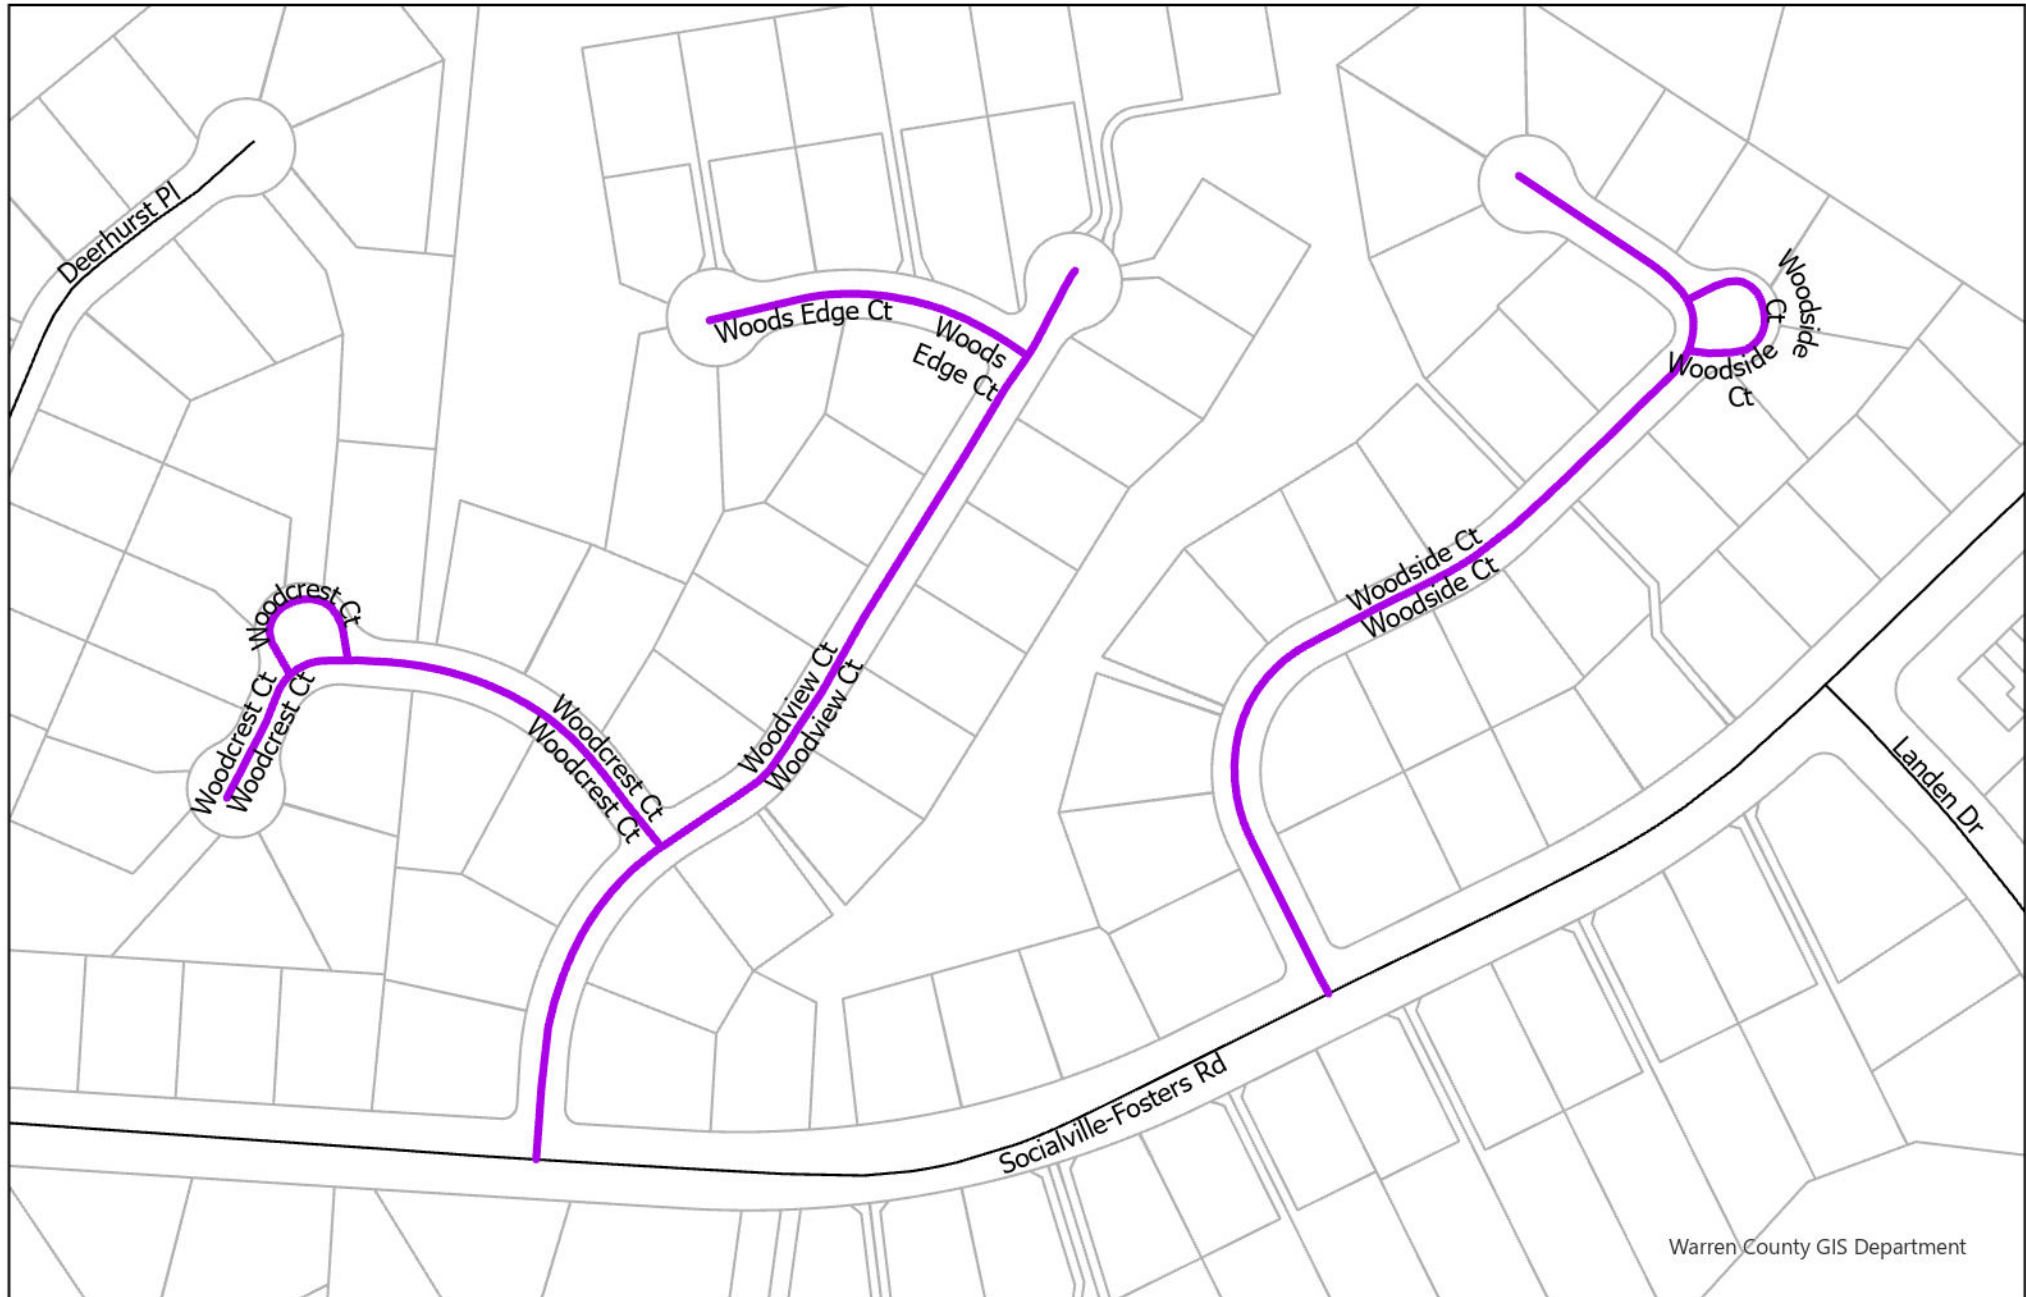 Deerhurst Pl
Woods Edge Ct
Woods
Edge Ct
Woodside
Ct
Woodside
Ct
Woodside Ct
Woodside Ct
Woodcrest Ct
Woodcrest Ct
Woodcrest Ct
Woodcrest Ct
Woodcrest Ct
Woodview Ct
Woodview Ct
Landen Dr
Socialville-Fosters Rd
Warren County GIS Department